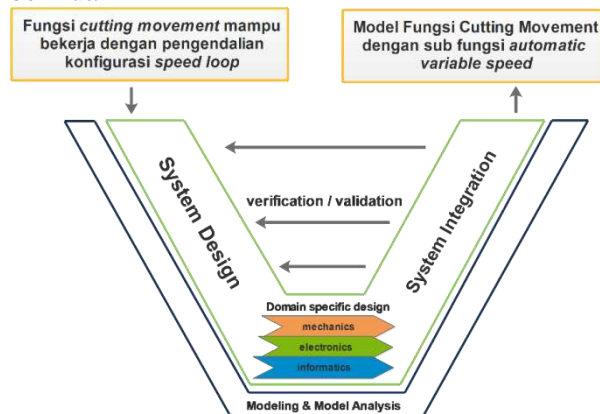 Fungsi cutting movement mampu
bekerja dengan pengendalian
konfigurasi speed loop
Model Fungsi Cutting Movement
dengan sub fungsi automatic
variable speed
System Design
verification / validation
System Integration
Domain specific design
mechanics
electronics
informatics
Modeling & Model Analysis